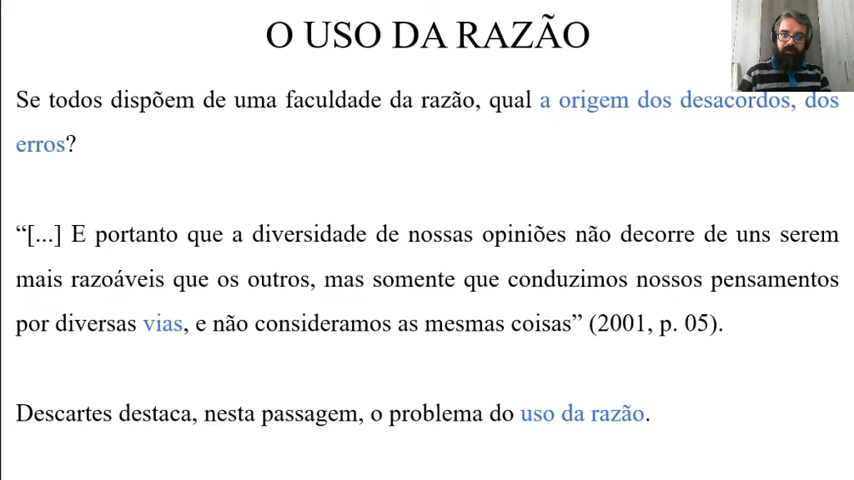 O USO DA RAZÃO
Se todos dispõem de uma faculdade da razão, qual a origem dos desacordos, dos
erros?
“[...] E portanto que a diversidade de nossas opiniões não decorre de uns serem
mais razoáveis que os outros, mas somente que conduzimos nossos pensamentos
por diversas vias, e não consideramos as mesmas coisas” (2001, p. 05).
Descartes destaca, nesta passagem, o problema do uso da razão.